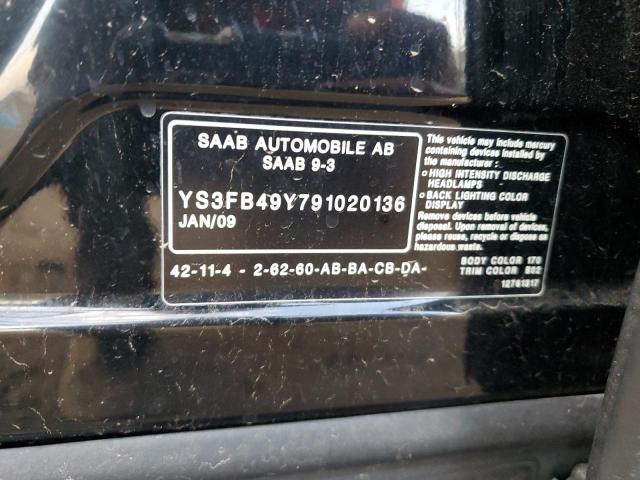 SAAB AUTOMOBILE AB
SAAB 9-3
YS3FB49Y791020136
JAN/09
42-11-4 - 2-62-60-AB-BA-CB-DA-
This vehicle may include mercury
containing devices installed by
the manufacturer:
o HIGH INTENSITY DISCHARGE
HEADLAMPS
o BACK LIGHTING COLOR
DISPLAY
Remove devices before vehicle
disposal. Upon removal of devices,
please reuse, recycle or dispose as
hazardous waste.
BODY COLOR 170
TRIM COLOR B82
12781317